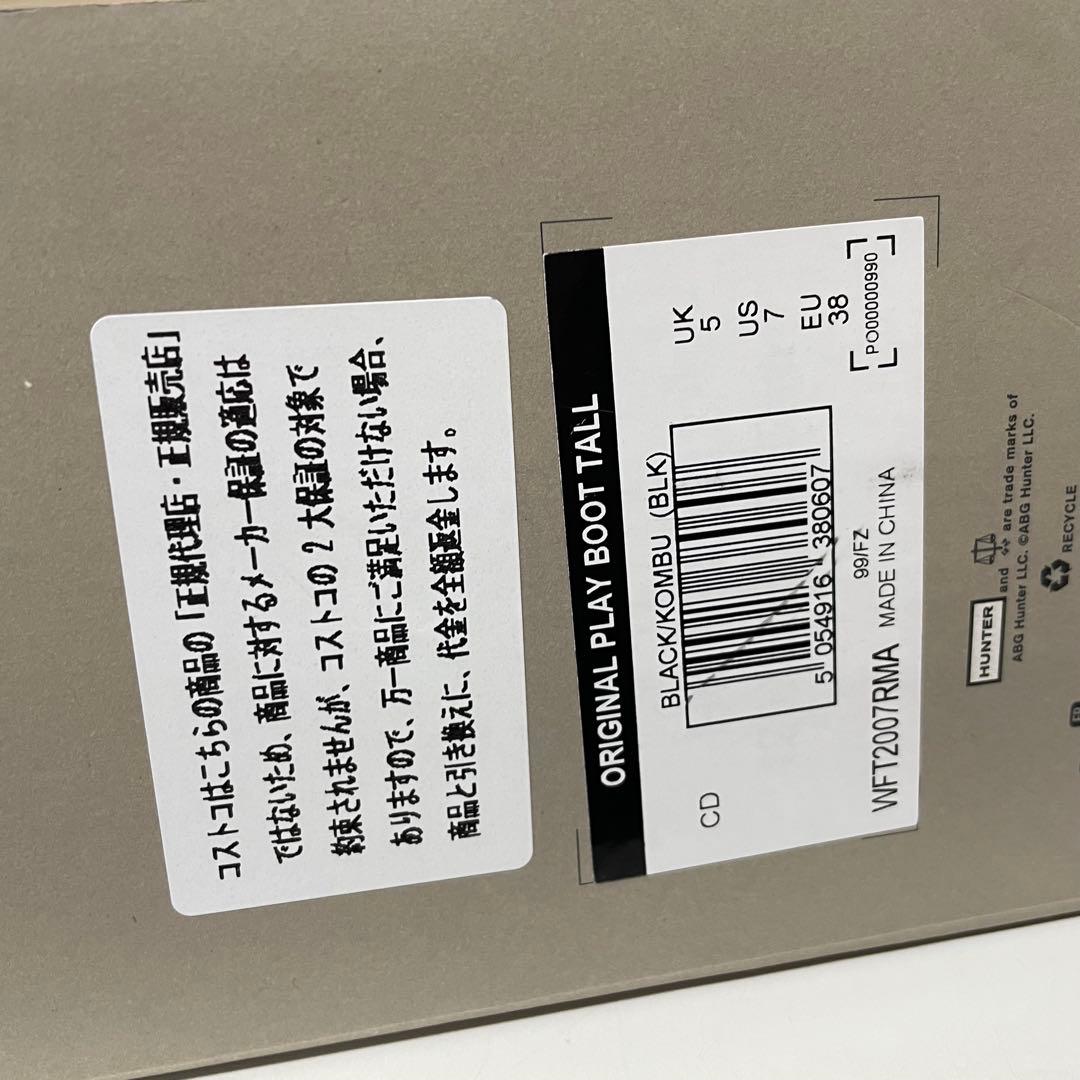 コストコはこちらの商品の「正規代理店・正規販売店」
ではないため、商品に対するメーカー保証の適応は
約束されませんが、コストコの2大保証の対象で
ありますので、万一商品にご満足いただけない場合、
商品と引き換えに、代金を全額返金します。
ORIGINAL PLAY BOOT TALL
BLACK/KOMBU (BLK)
UK
5
US
7
EU
38
CD
5 054916 380607
99/FZ
WFT2007RMA MADE IN CHINA
PO00000990
HUNTER and are trade marks of
ABG Hunter LLC. ©ABG Hunter LLC.
RECYCLE